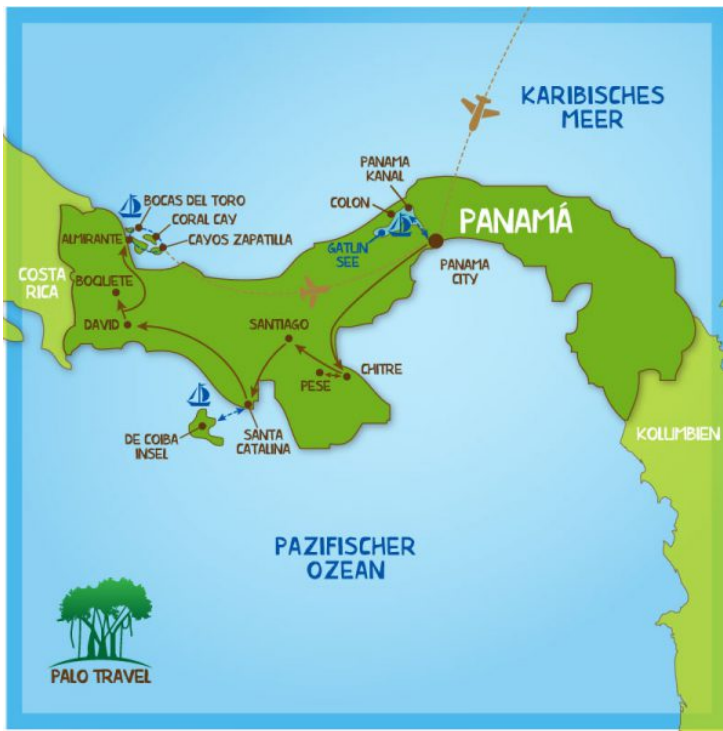 KARIBISCHES
MEER
PANAMA
KANAL
COLON
BOCAS DEL TORO
CORAL CAY
CAYOS ZAPATILLA
ALMIRANTE
PANAMÁ
GATUN
SEE
PANAMA
CITY
COSTA
RICA
BOQUETE
DAVID
SANTIAGO
CHITRE
PESE
DE COIBA
INSEL
SANTA
CATALINA
KOLUMBIEN
PAZIFISCHER
OZEAN
PALO TRAVEL